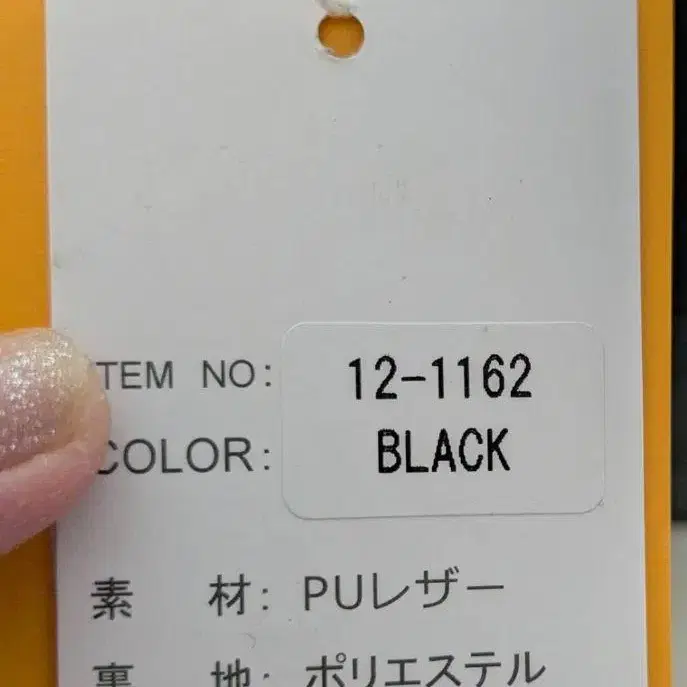 ITEM NO: 12-1162
COLOR: BLACK
素 材: PUレザー
裏 地: ポリエステル